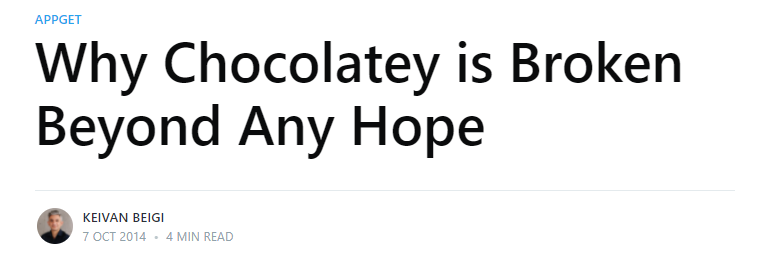 APPGET
Why Chocolatey is Broken
Beyond Any Hope
KEIVAN BEIGI
7 OCT 2014 • 4 MIN READ